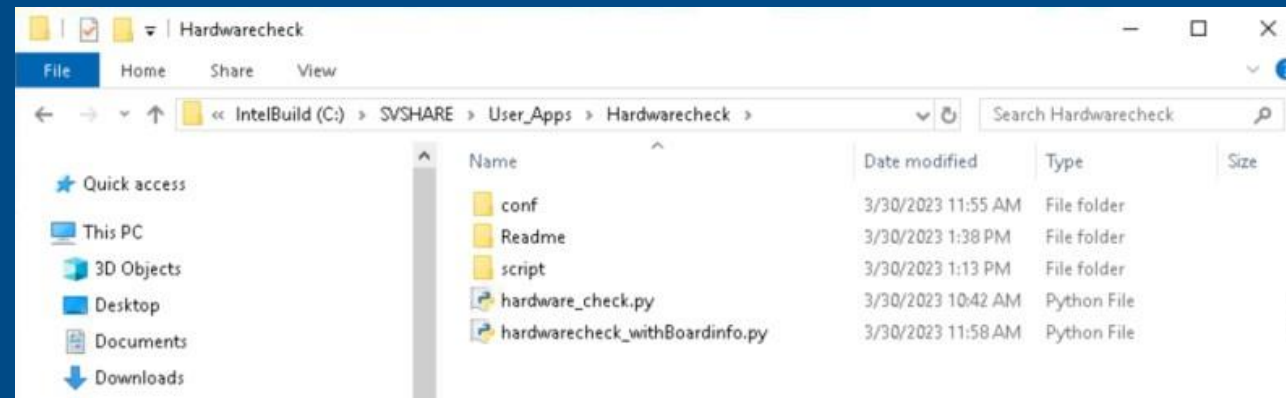 Hardwarecheck
File Home Share View
« IntelBuild (C:) > SVSHARE > User_Apps > Hardwarecheck > Search Hardwarecheck
Name Date modified Type Size
Quick access
conf 3/30/2023 11:55 AM File folder
This PC
Readme 3/30/2023 1:38 PM File folder
3D Objects
script 3/30/2023 1:13 PM File folder
Desktop
hardware_check.py 3/30/2023 10:42 AM Python File
Documents
hardwarecheck_withBoardinfo.py 3/30/2023 11:58 AM Python File
Downloads